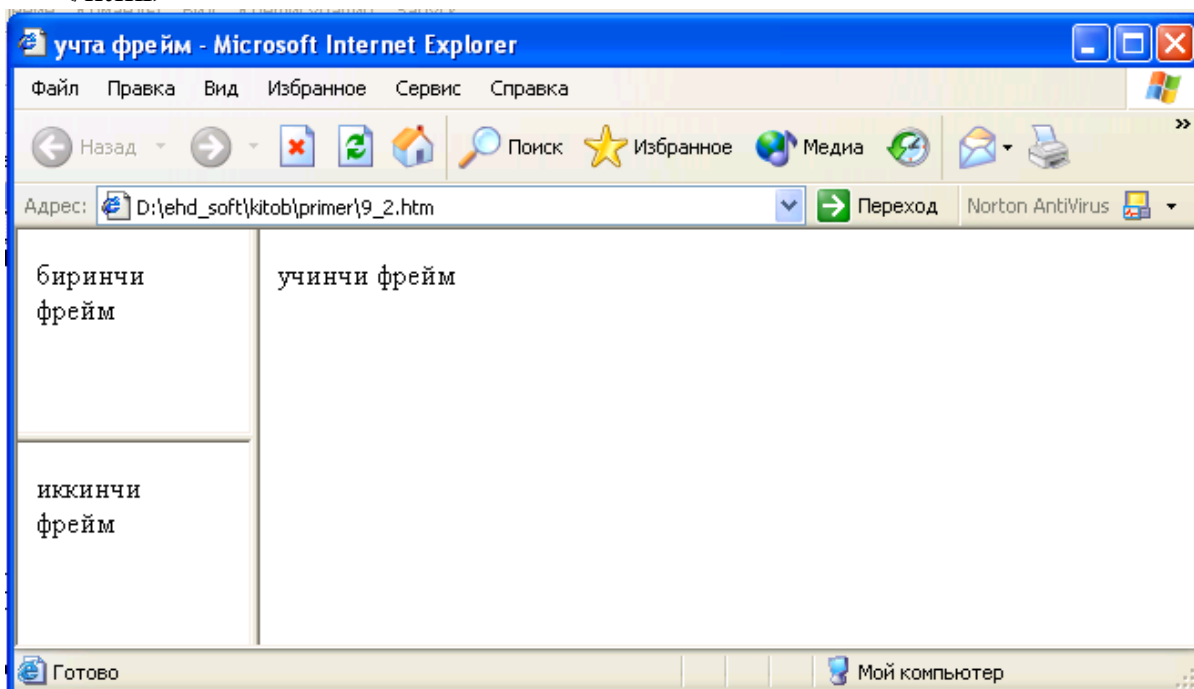 учта фрейм - Microsoft Internet Explorer
Файл Правка Вид Избранное Сервис Справка
Назад Поиск Избранное Медиа »
Адрес: D:\ehd_soft\kitob\primer\9_2.htm Переход Norton AntiVirus
биринчи
фрейм
учинчи фрейм
иккинчи
фрейм
Готово Мой компьютер